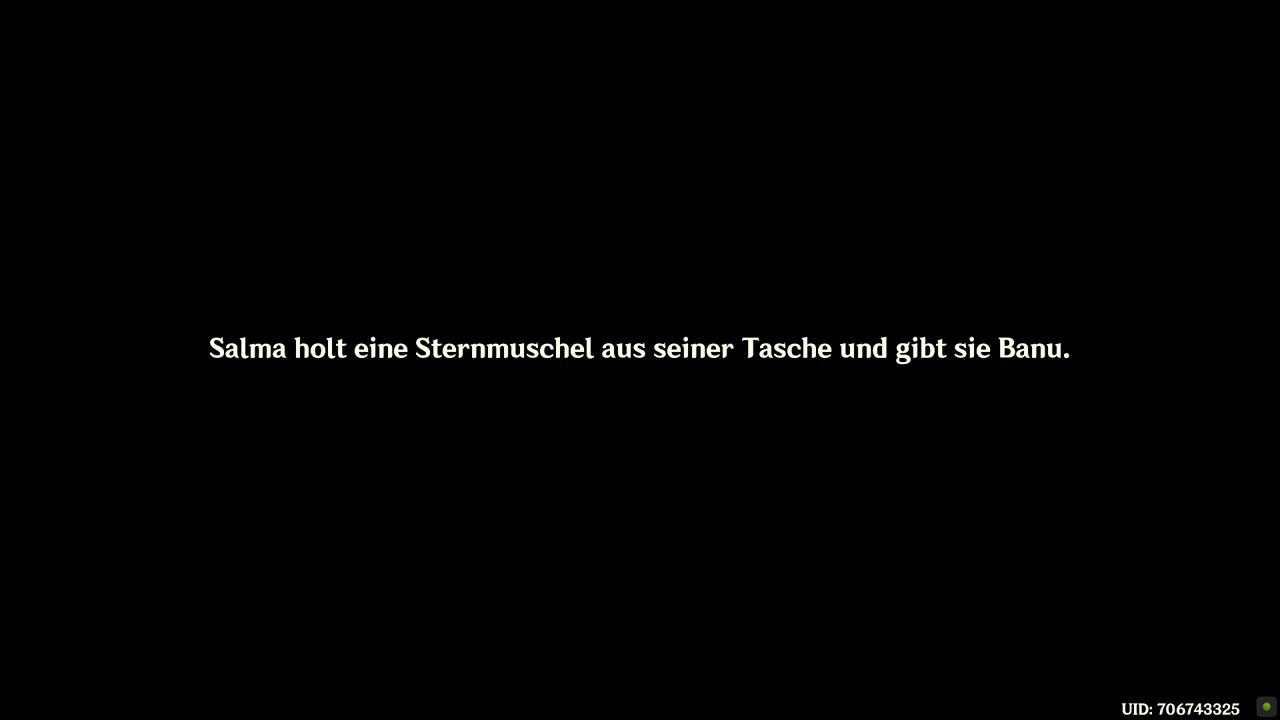 Salma holt eine Sternmuschel aus seiner Tasche und gibt sie Banu.
UID: 706743325